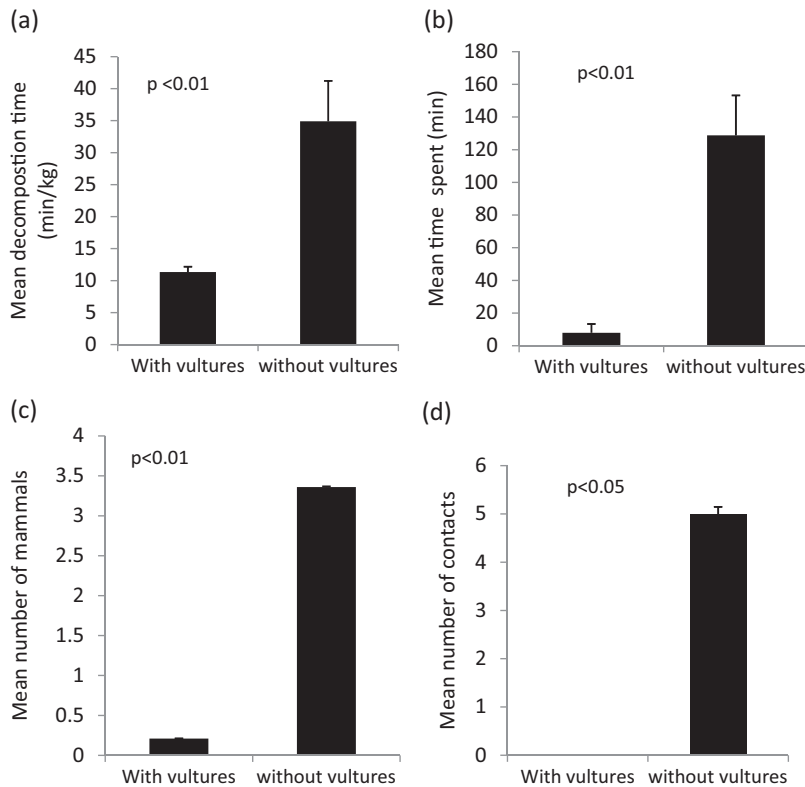 (a)
Mean decompostion time
(min/kg)
45
40
35
30
25
20
15
10
5
0
p <0.01
With vultures
without vultures
(b)
Mean time spent (min)
180
160
140
120
100
80
60
40
20
0
p<0.01
With vultures
without vultures
(c)
Mean number of mammals
4
3.5
3
2.5
2
1.5
1
0.5
0
p<0.01
With vultures
without vultures
(d)
Mean number of contacts
6
5
4
3
2
1
0
p<0.05
With vultures
without vultures